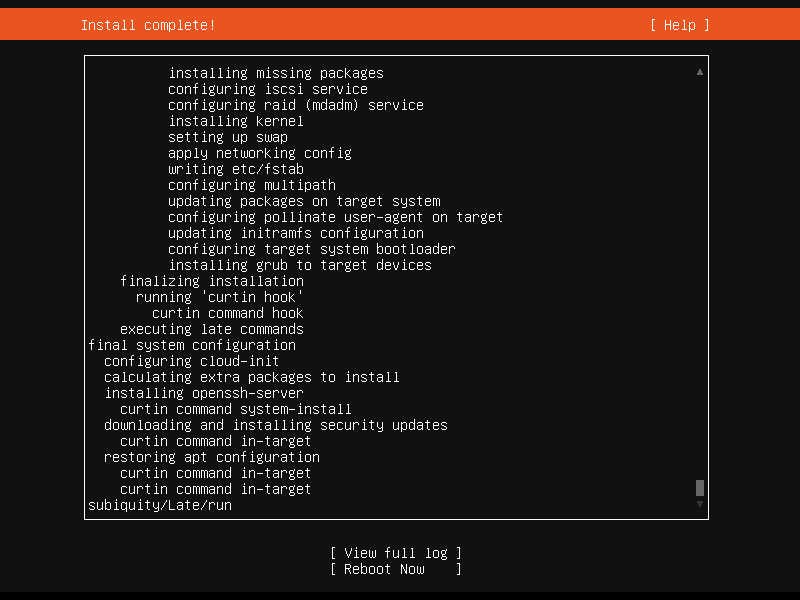 Install complete!
[ Help ]
installing missing packages
configuring iscsi service
configuring raid (mdadm) service
installing kernel
setting up swap
apply networking config
writing etc/fstab
configuring multipath
updating packages on target system
configuring pollinate user-agent on target
updating initramfs configuration
configuring target system bootloader
installing grub to target devices
finalizing installation
running 'curtin hook'
curtin command hook
executing late commands
final system configuration
configuring cloud-init
calculating extra packages to install
installing openssh-server
curtin command system-install
downloading and installing security updates
curtin command in-target
restoring apt configuration
curtin command in-target
curtin command in-target
subiquity/Late/run
[ View full log ]
[ Reboot Now ]